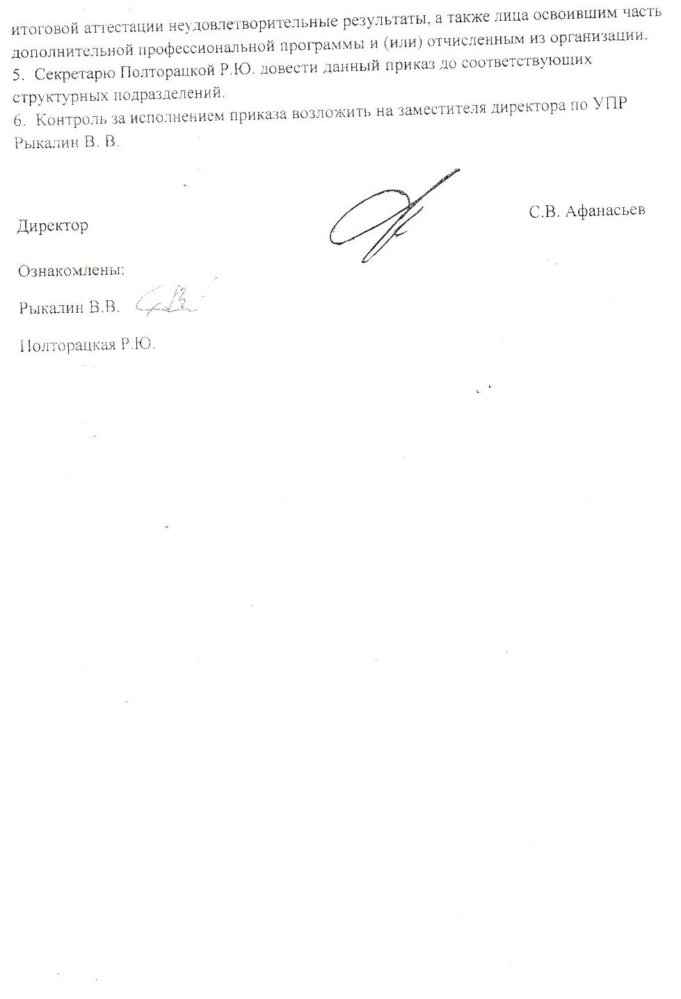 итоговой аттестации неудовлетворительные результаты, а также лица освоившим часть
дополнительной профессиональной программы и (или) отчисленным из организации.
5. Секретарю Полторацкой Р.Ю. довести данный приказ до соответствующих
структурных подразделений.
6. Контроль за исполнением приказа возложить на заместителя директора по УПР
Рыкалин В. В.
Директор
С.В. Афанасьев
Ознакомлены:
Рыкалин В.В.
Полторацкая Р.Ю.